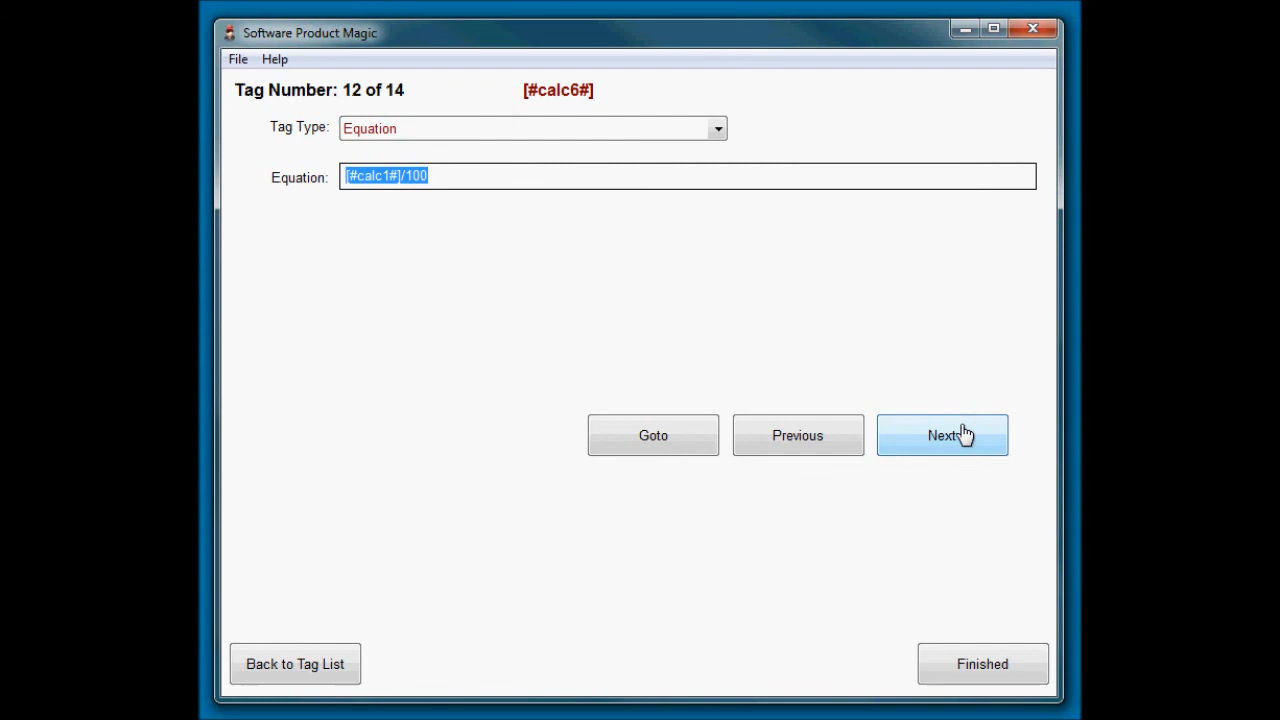 Software Product Magic
File Help
Tag Number: 12 of 14 [#calc6#]
Tag Type: Equation
Equation: [#calc1#]/100
Goto Previous Next
Back to Tag List Finished